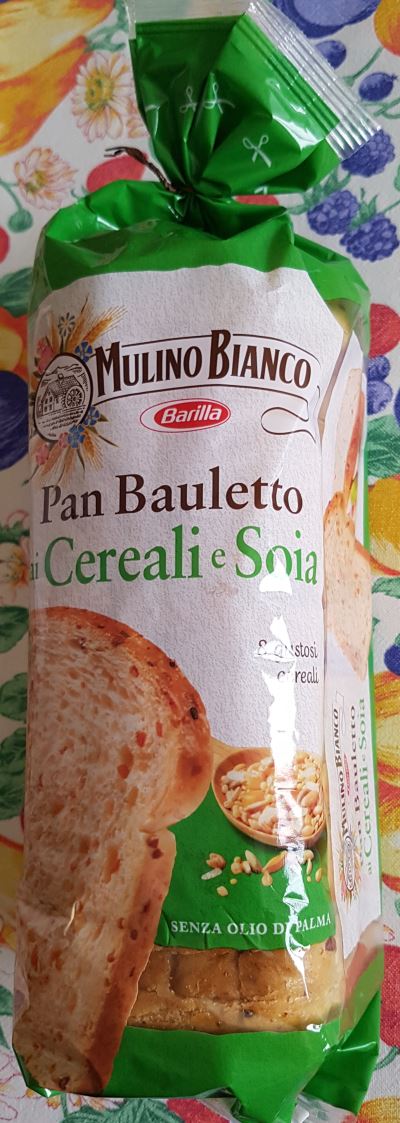 MULINO BIANCO
Barilla
Pan Bauletto
ai Cereali e Soia
8 gustosi
cereali
SENZA OLIO DI PALMA
MULINO BIANCO
Pan Bauletto
ai Cereali e Soia